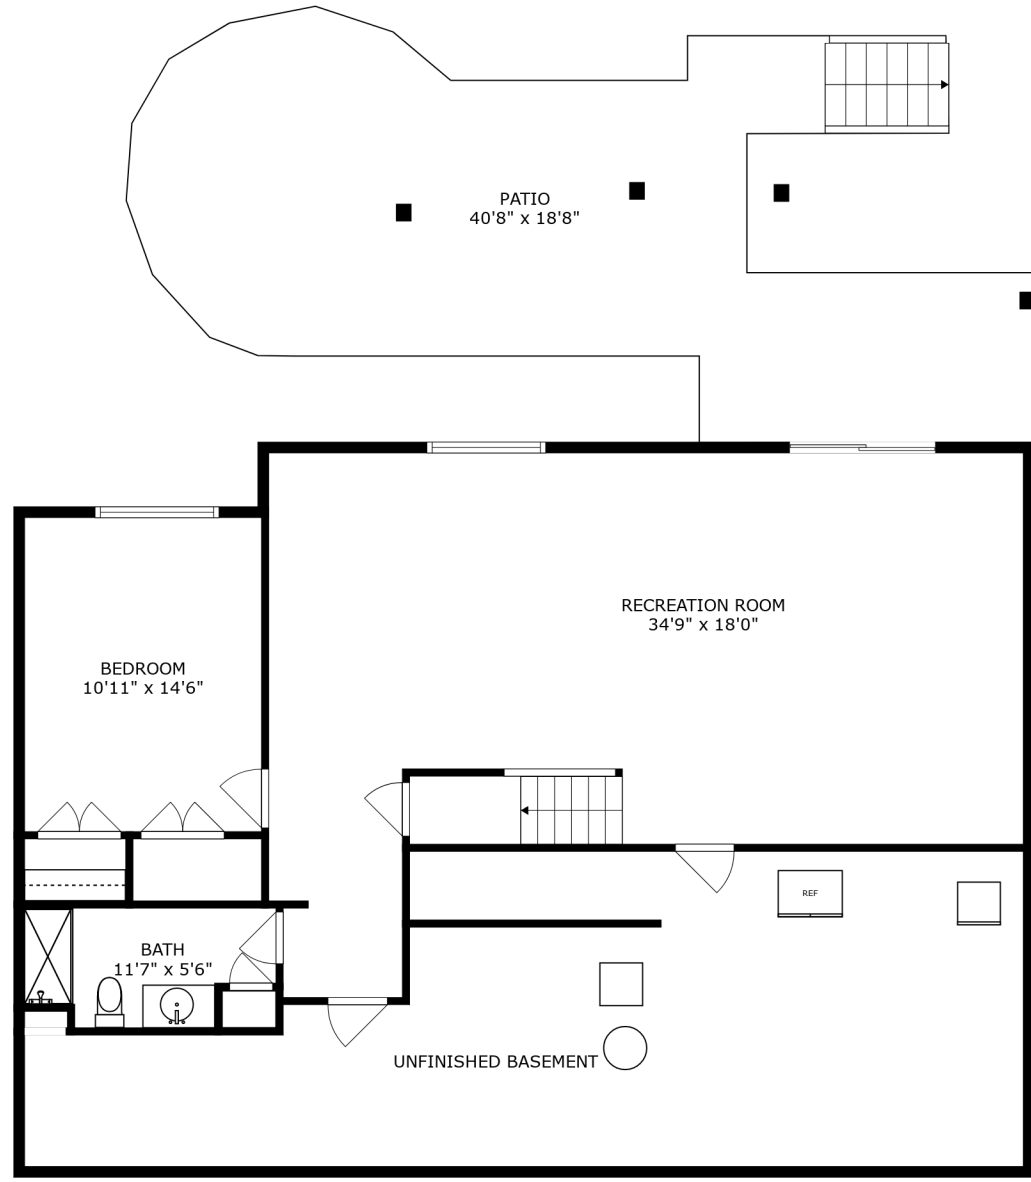 PATIO
40'8" x 18'8"
RECREATION ROOM
34'9" x 18'0"
BEDROOM
10'11" x 14'6"
REF
BATH
11'7" x 5'6"
UNFINISHED BASEMENT